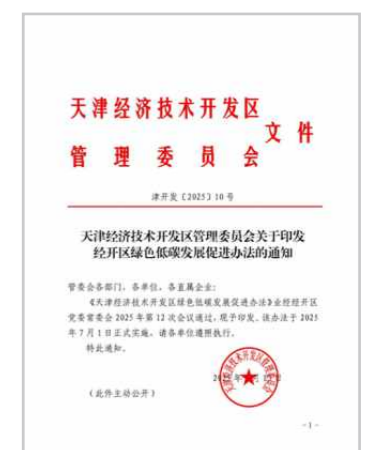 天津经济技术开发区
管理委员会
文件
津开发〔2025〕10号
天津经济技术开发区管理委员会关于印发
经开区绿色低碳发展促进办法的通知
管委会各部门、各单位、各直属企业：
《天津经济技术开发区绿色低碳发展促进办法》业经经开区
党委常委会2025年第12次会议通过，现予印发。该办法于2025
年7月1日正式实施，请各单位遵照执行。
特此通知。
（此件主动公开）
-1-